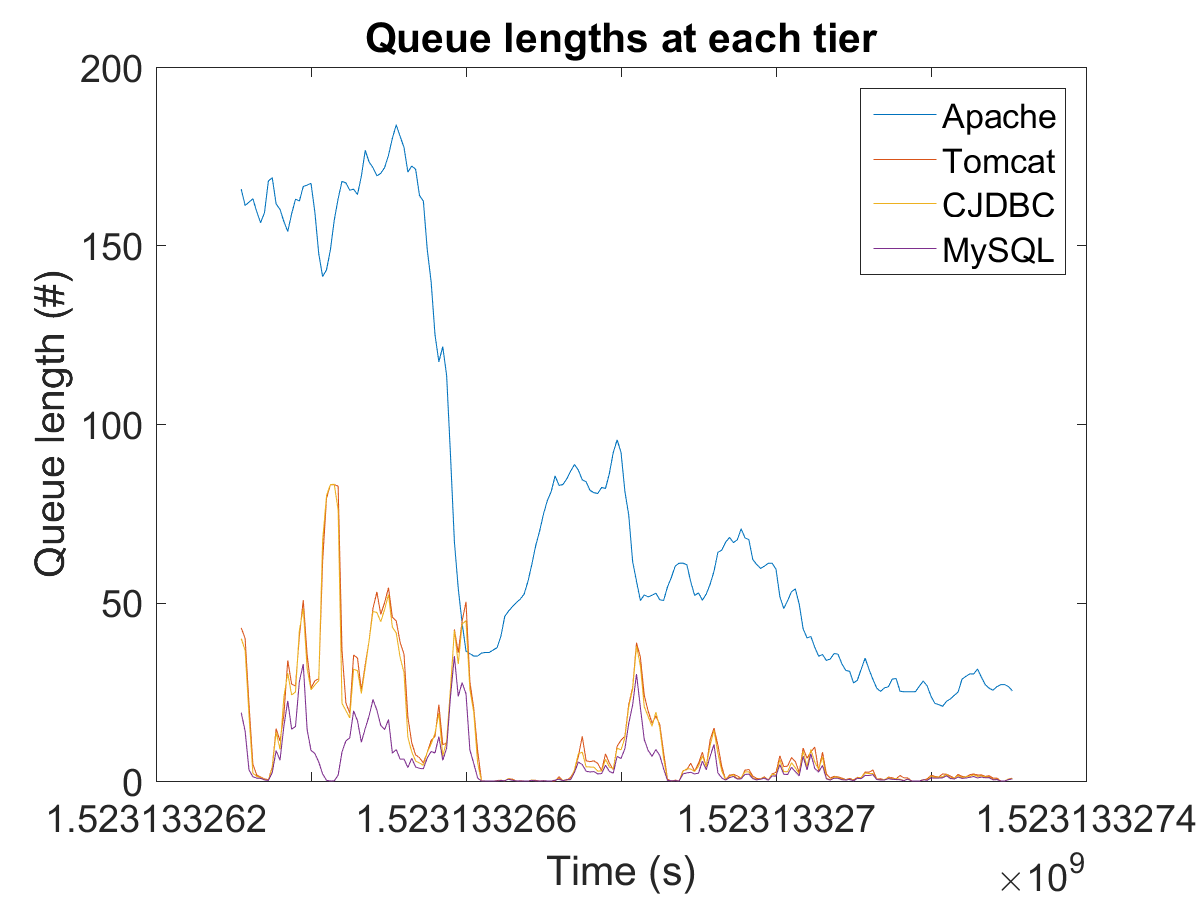 Queue lengths at each tier
200
150
100
50
0
Queue length (#)
Apache
Tomcat
CJDBC
MySQL
1.523133262 1.523133266 1.52313327 1.523133274
Time (s)
×10^9